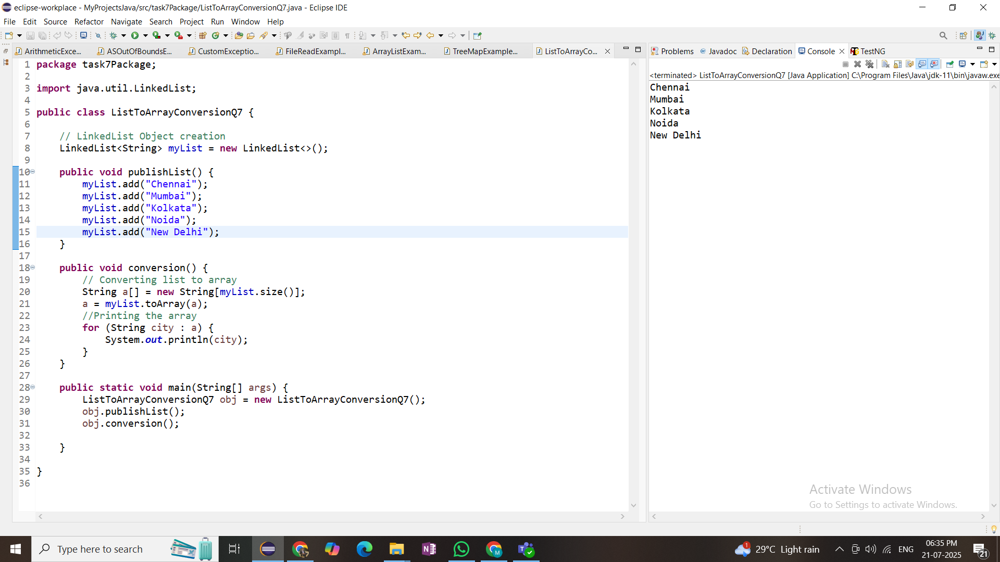 eclipse-workplace - MyProjectsJava/src/task7Package/ListToArrayConversionQ7.java - Eclipse IDE
File Edit Source Refactor Navigate Search Project Run Window Help
ArithmeticExce... ASOutOfBoundsE... CustomExceptio... FileReadExampl... ArrayListExam... TreeMapExample... ListToArrayCo...
1 package task7Package;
2
3 import java.util.LinkedList;
4
5 public class ListToArrayConversionQ7 {
6
7 // LinkedList Object creation
8 LinkedList<String> myList = new LinkedList<>();
9
10 public void publishList() {
11 myList.add("Chennai");
12 myList.add("Mumbai");
13 myList.add("Kolkata");
14 myList.add("Noida");
15 myList.add("New Delhi");
16 }
17
18 public void conversion() {
19 // Converting list to array
20 String a[] = new String[myList.size()];
21 a = myList.toArray(a);
22 //Printing the array
23 for (String city : a) {
24 System.out.println(city);
25 }
26 }
27
28 public static void main(String[] args) {
29 ListToArrayConversionQ7 obj = new ListToArrayConversionQ7();
30 obj.publishList();
31 obj.conversion();
32
33 }
34
35 }
36
Problems Javadoc Declaration Console TestNG
<terminated> ListToArrayConversionQ7 [Java Application] C:\Program Files\Java\jdk-11\bin\javaw.exe
Chennai
Mumbai
Kolkata
Noida
New Delhi
Activate Windows
Go to Settings to activate Windows.
Type here to search
1
29°C Light rain
ENG
06:35 PM
21-07-2025
21